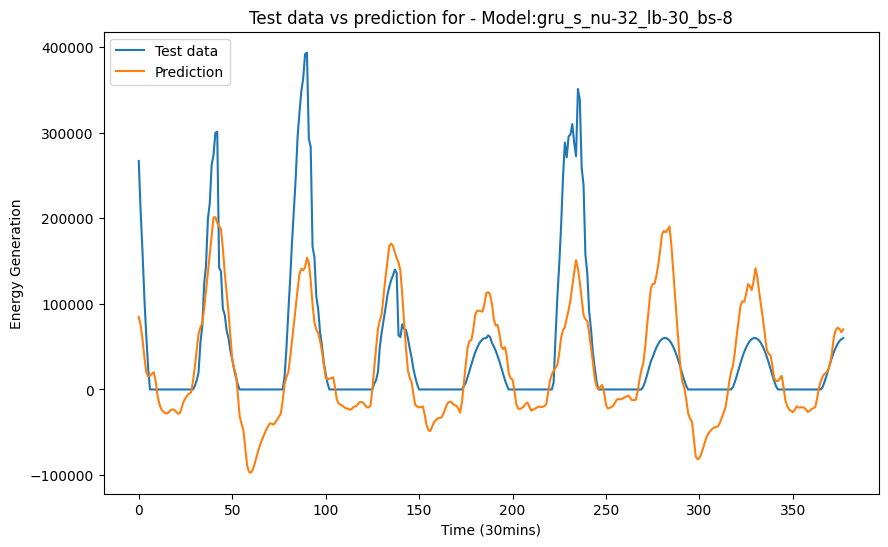 Test data vs prediction for - Model:gru_s_nu-32_lb-30_bs-8
Test data
Prediction
Energy Generation
400000
300000
200000
100000
0
−100000
0 50 100 150 200 250 300 350
Time (30mins)